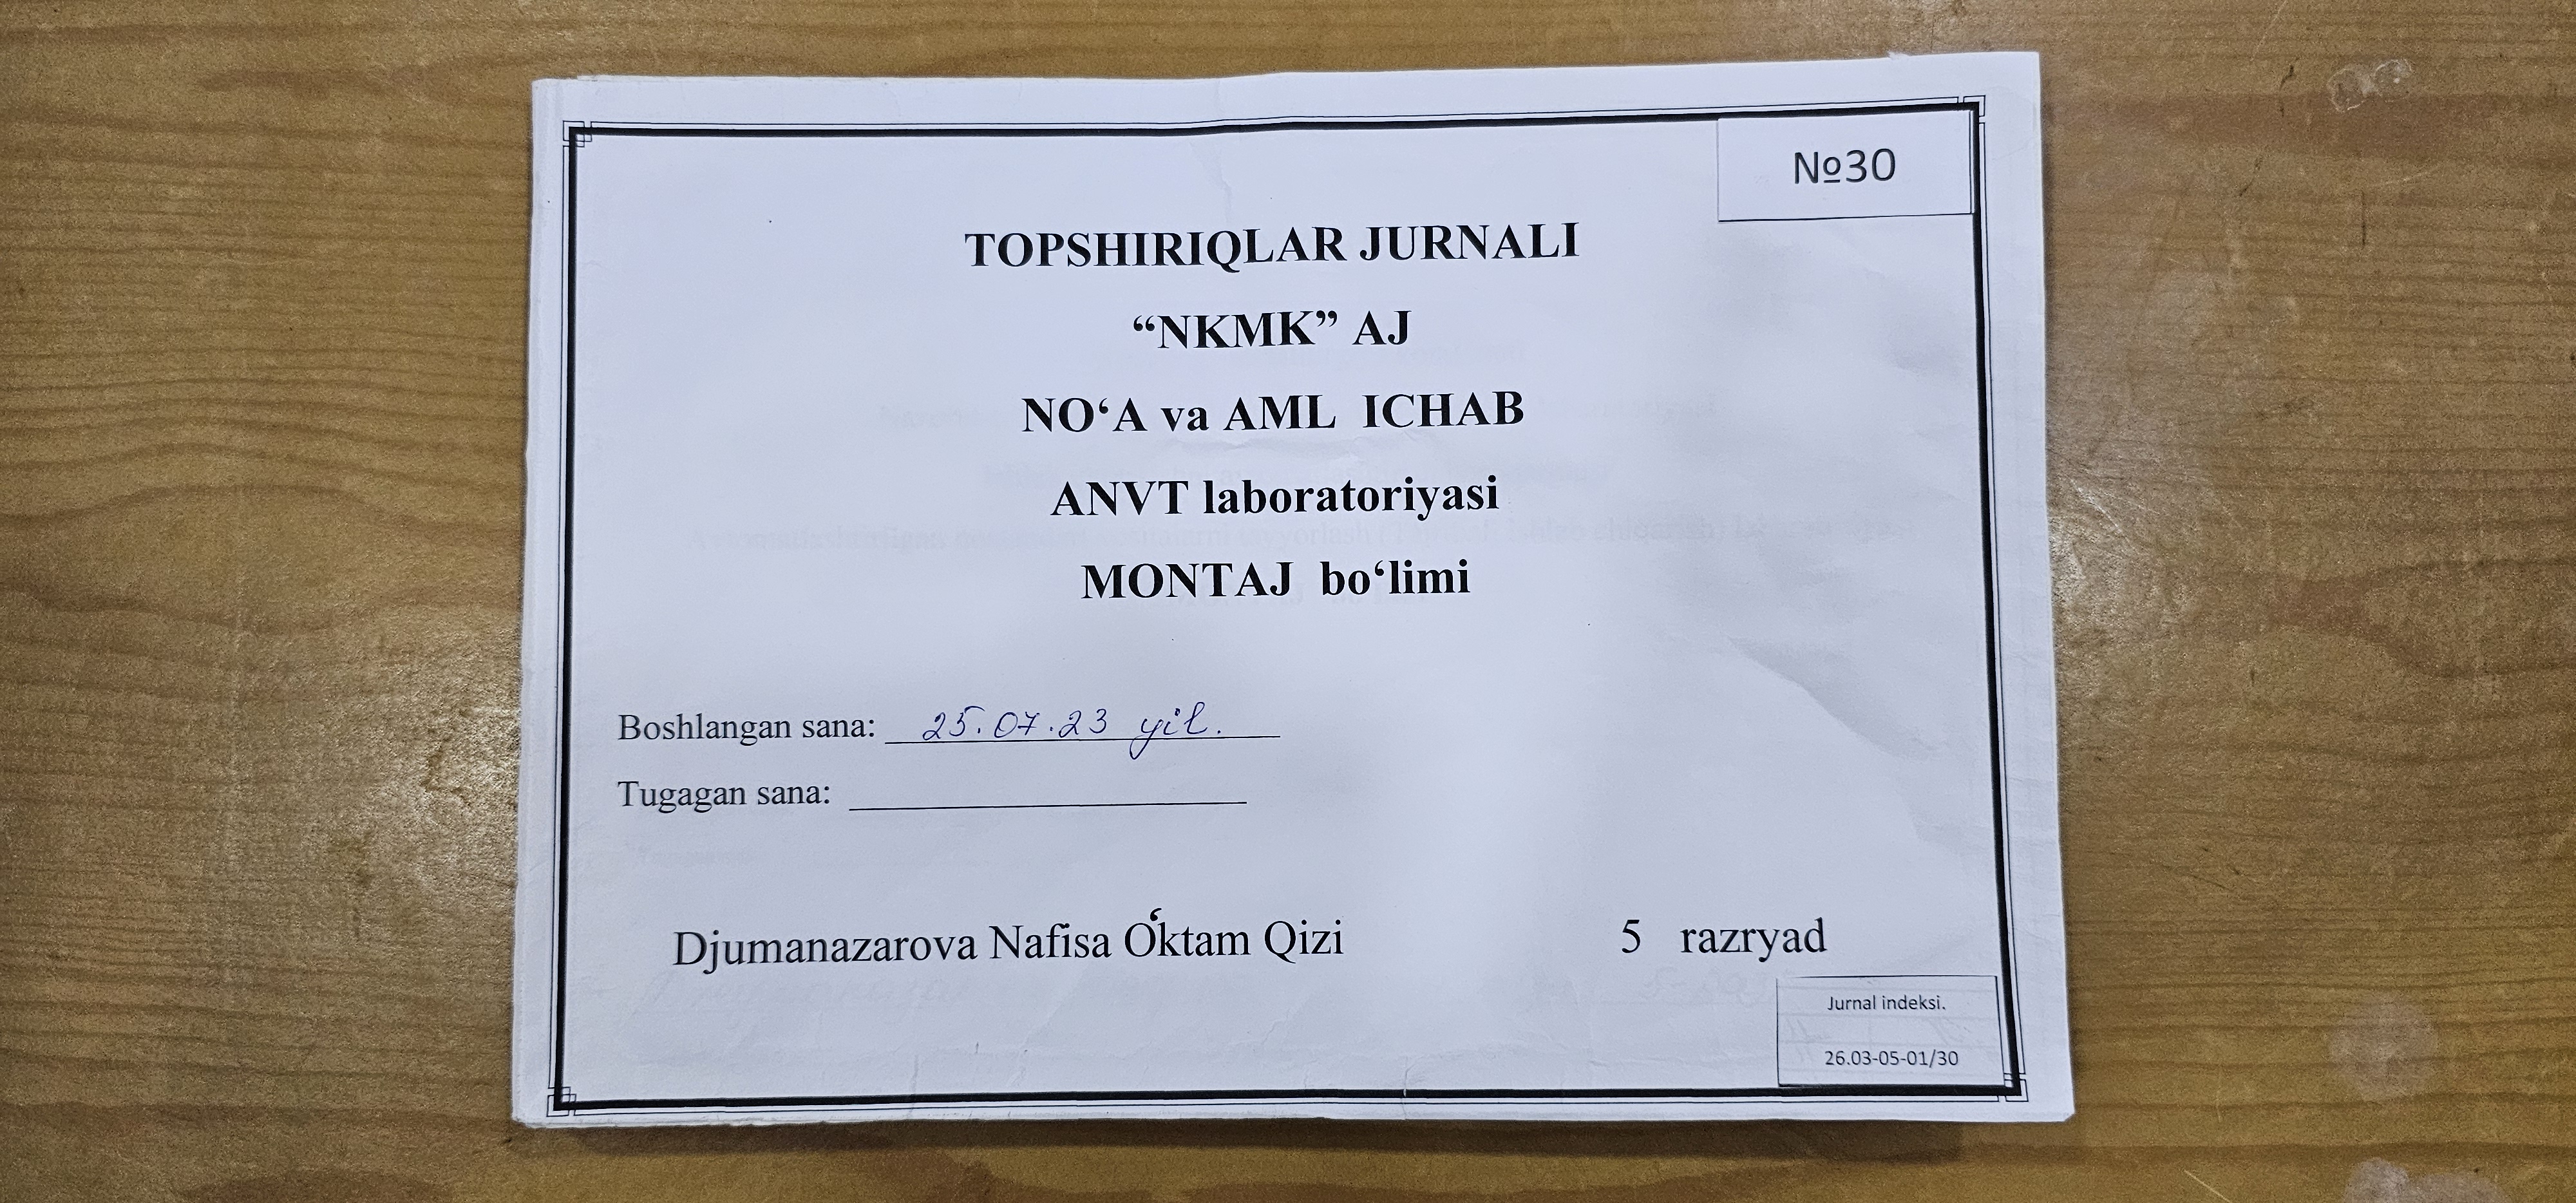 №30
TOPSHIRIQLAR JURNALI
“NKMK” AJ
NO‘A va AML ICHAB
ANVT laboratoriyasi
MONTAJ bo‘limi
Boshlangan sana: 25.07.23 yil.
Tugagan sana:
Djumanazarova Nafisa Óktam Qizi 5 razryad
Jurnal indeksi.
26.03-05-01/30